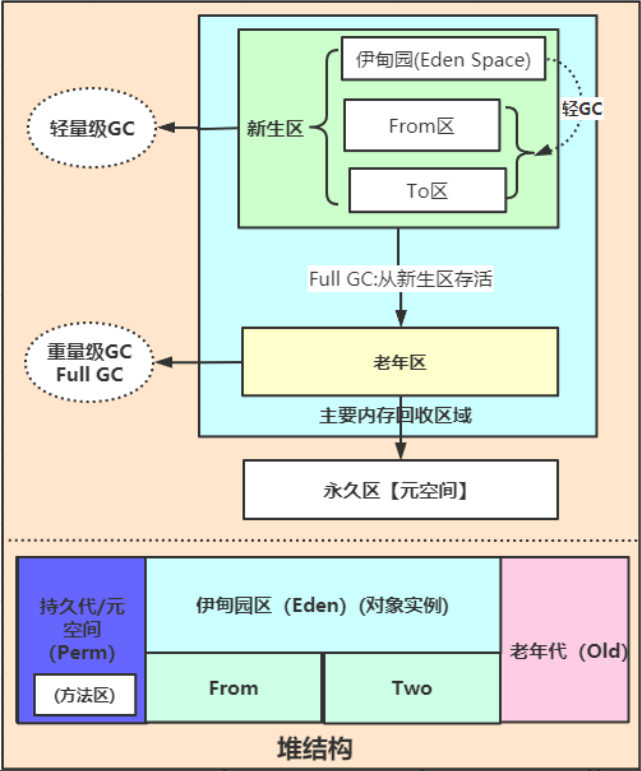 伊甸园(Eden Space)
轻GC
轻量级GC
新生区
From区
To区
Full GC:从新生区存活
重量级GC
Full GC
老年区
主要内存回收区域
永久区【元空间】
持久代/元
空间
（Perm）
(方法区)
伊甸园区（Eden）(对象实例)
From
Two
老年代（Old)
堆结构